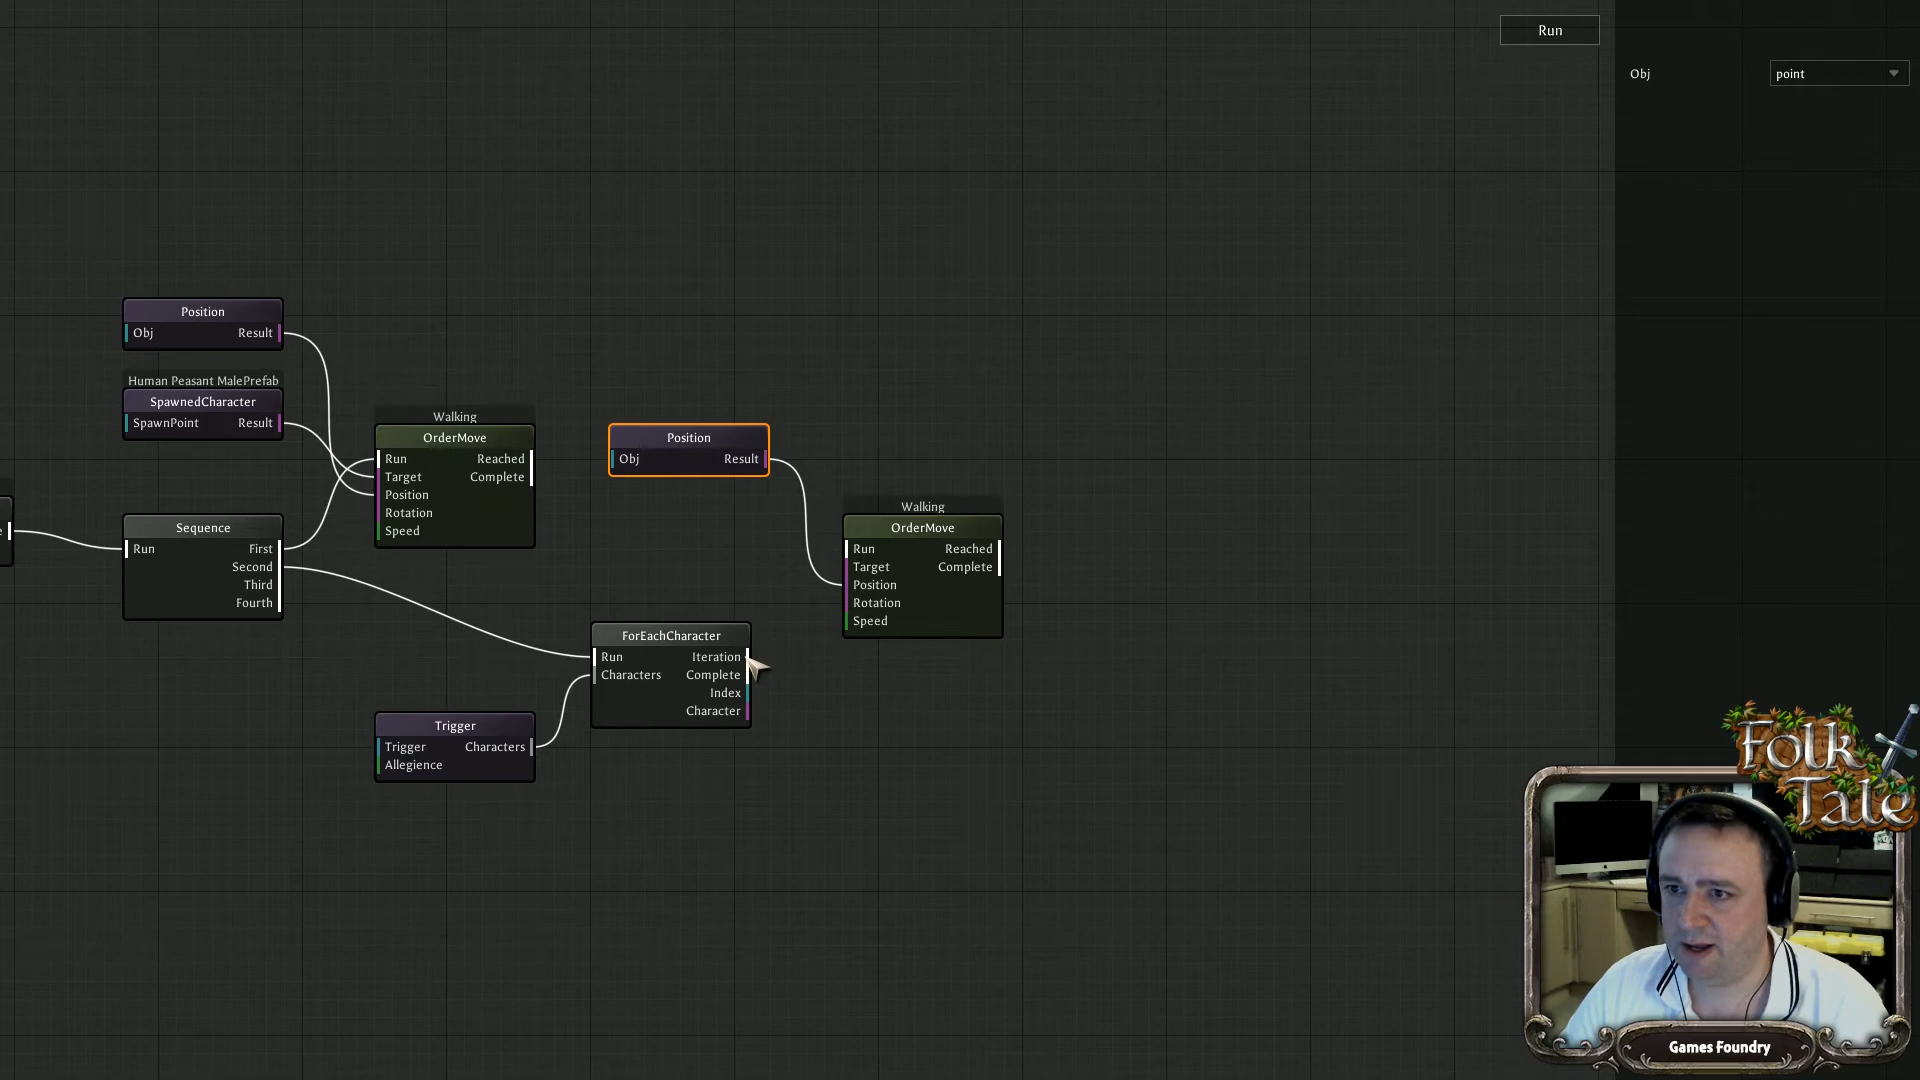 Run
Obj
point
Position
Obj Result
Human Peasant MalePrefab
SpawnedCharacter
SpawnPoint Result
Walking
OrderMove
Run Reached
Target Complete
Position
Rotation
Speed
Position
Obj Result
Walking
OrderMove
Run Reached
Target Complete
Position
Rotation
Speed
Sequence
Run First
Second
Third
Fourth
ForEachCharacter
Run Iteration
Characters Complete
Index
Character
Trigger
Trigger Characters
Allegience
Folk
Tale
Games Foundry